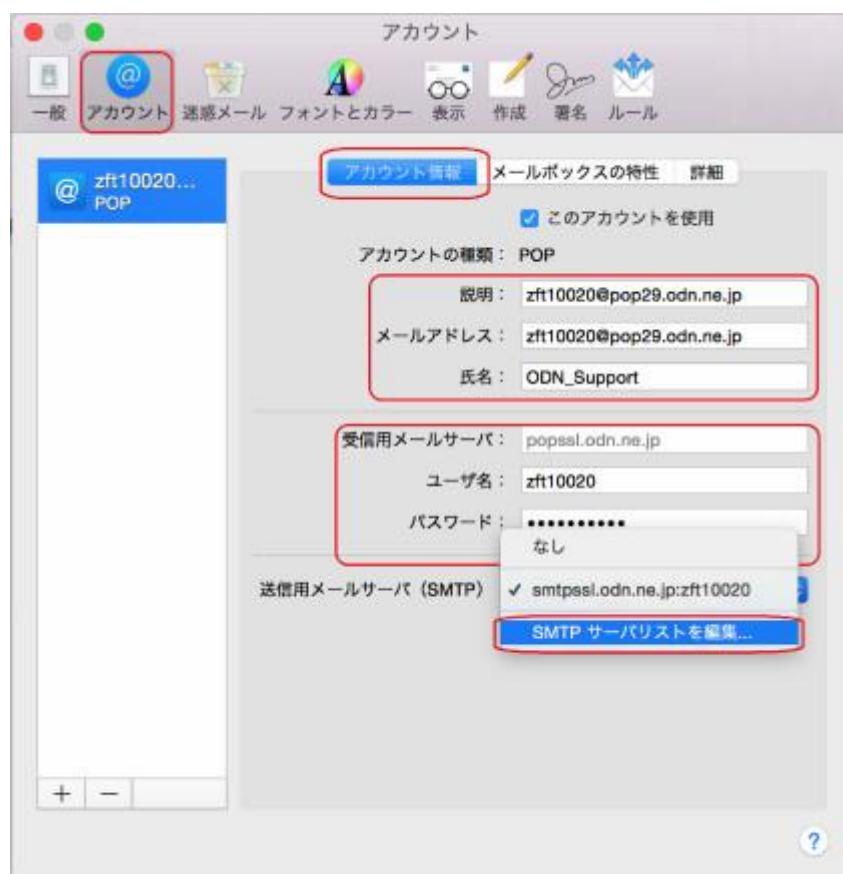 アカウント
一般 アカウント 迷惑メール フォントとカラー 表示 作成 署名 ルール
zft10020...
POP
アカウント情報 メールボックスの特性 詳細
このアカウントを使用
アカウントの種類： POP
説明： zft10020@pop29.odn.ne.jp
メールアドレス： zft10020@pop29.odn.ne.jp
氏名： ODN_Support
受信用メールサーバ： popssl.odn.ne.jp
ユーザ名： zft10020
パスワード： ••••••••••
なし
送信用メールサーバ（SMTP） ✓ smtpssl.odn.ne.jp:zft10020
SMTP サーバリストを編集...
+ −
?